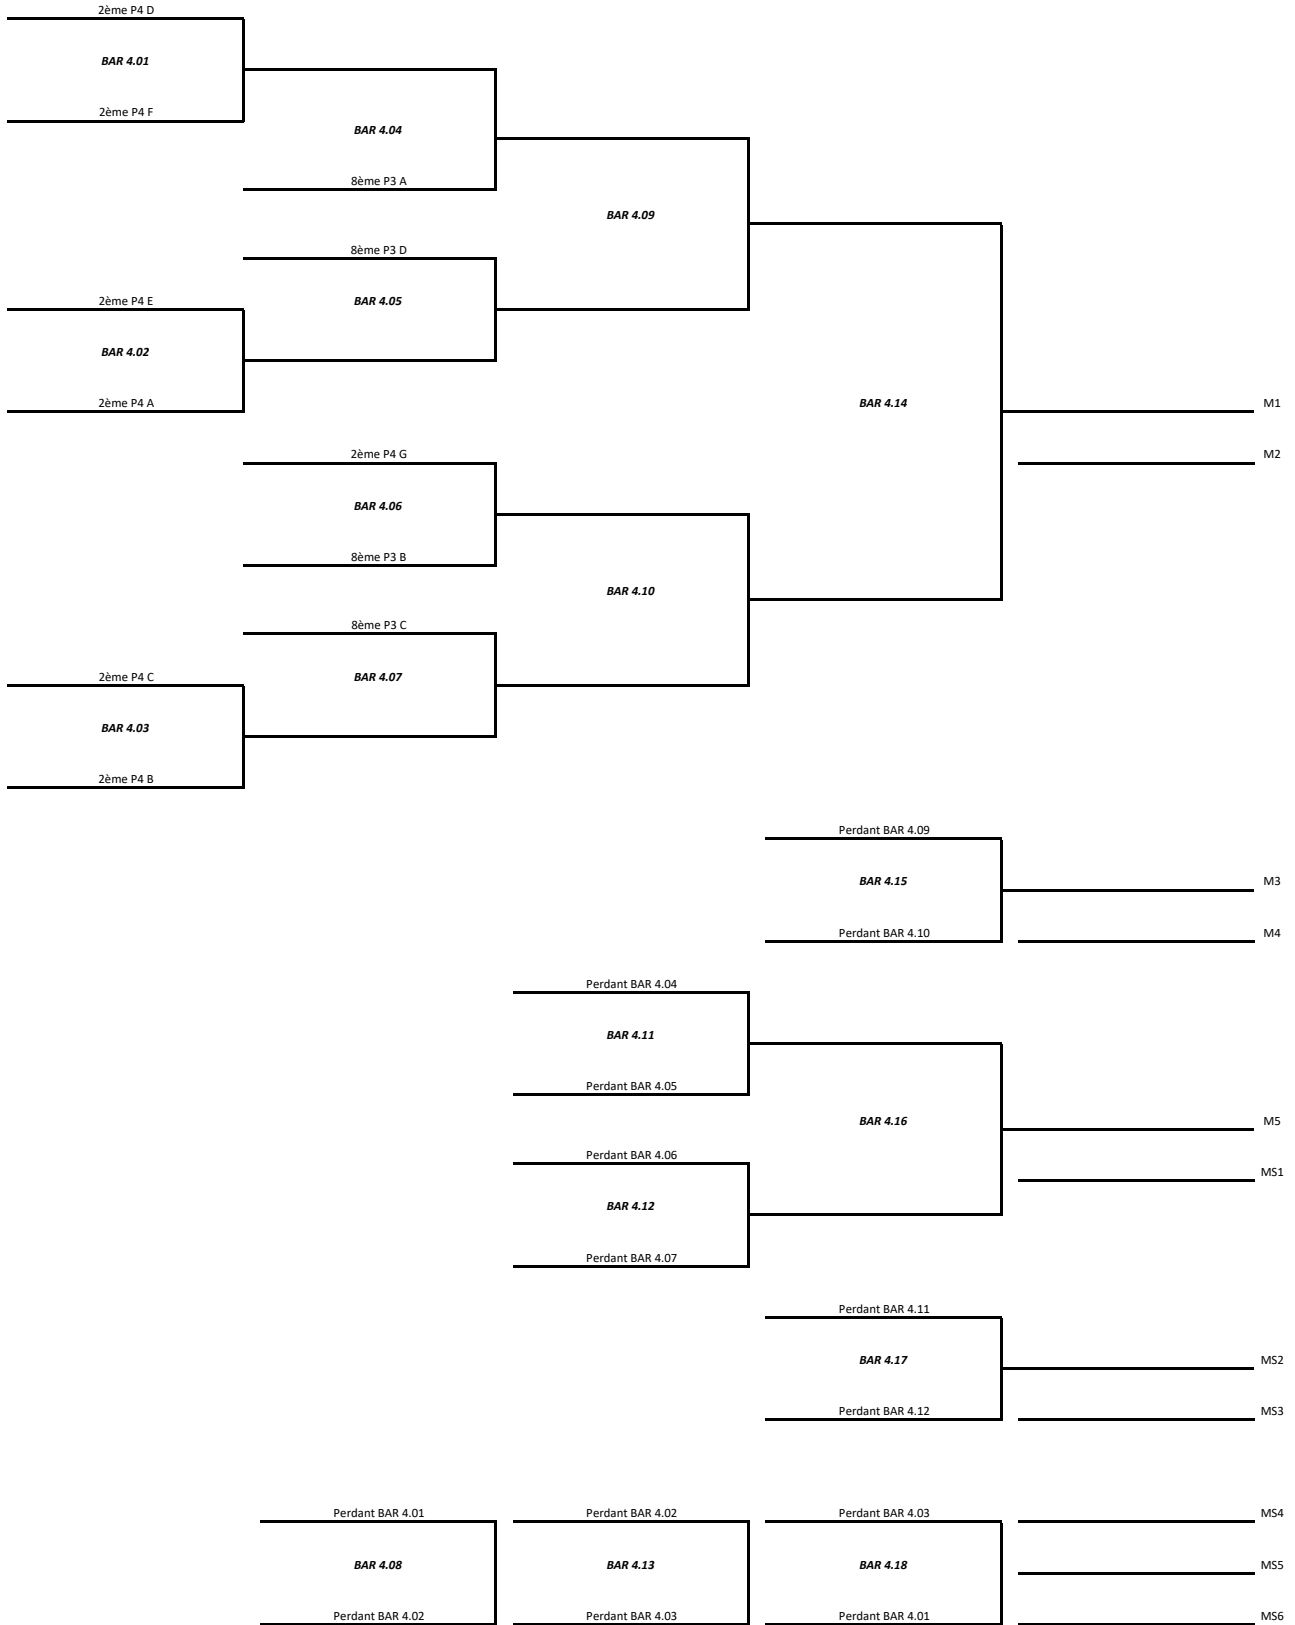 2ème P4 D
BAR 4.01
2ème P4 F
BAR 4.04
8ème P3 A
BAR 4.09
8ème P3 D
2ème P4 E
BAR 4.05
BAR 4.02
2ème P4 A
BAR 4.14
M1
2ème P4 G
M2
BAR 4.06
8ème P3 B
BAR 4.10
8ème P3 C
2ème P4 C
BAR 4.07
BAR 4.03
2ème P4 B
Perdant BAR 4.09
BAR 4.15
M3
Perdant BAR 4.10
M4
Perdant BAR 4.04
BAR 4.11
Perdant BAR 4.05
BAR 4.16
M5
Perdant BAR 4.06
MS1
BAR 4.12
Perdant BAR 4.07
Perdant BAR 4.11
BAR 4.17
MS2
Perdant BAR 4.12
MS3
Perdant BAR 4.01
Perdant BAR 4.02
Perdant BAR 4.03
MS4
BAR 4.08
BAR 4.13
BAR 4.18
MS5
Perdant BAR 4.02
Perdant BAR 4.03
Perdant BAR 4.01
MS6